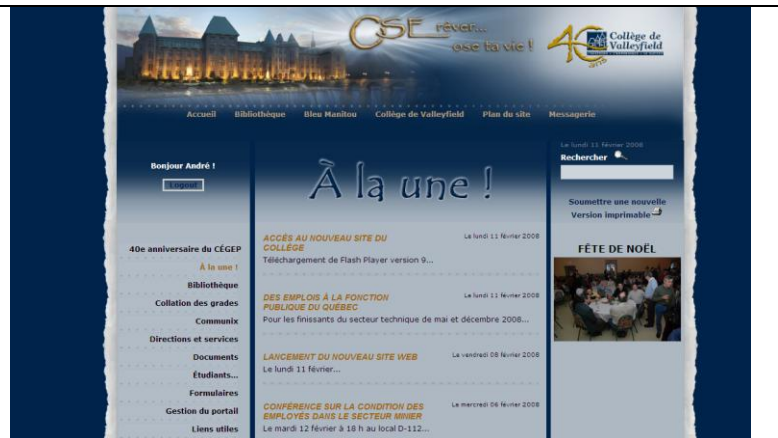 CSE rêver...
ose ta vie !
40 ans
Collège de
Valleyfield
Accueil Bibliothèque Bleu Manitou Collège de Valleyfield Plan du site Messagerie
Le lundi 11 février 2008
Rechercher
Bonjour André !
Logout
À la une !
Soumettre une nouvelle
Version imprimable
40e anniversaire du CÉGEP
À la une !
Bibliothèque
Collation des grades
Communix
Directions et services
Documents
Étudiants...
Formulaires
Gestion du portail
Liens utiles
ACCÈS AU NOUVEAU SITE DU Le lundi 11 février 2008
COLLÈGE
Téléchargement de Flash Player version 9...
DES EMPLOIS À LA FONCTION Le lundi 11 février 2008
PUBLIQUE DU QUÉBEC
Pour les finissants du secteur technique de mai et décembre 2008...
LANCEMENT DU NOUVEAU SITE WEB Le vendredi 08 février 2008
Le lundi 11 février...
CONFÉRENCE SUR LA CONDITION DES Le mercredi 06 février 2008
EMPLOYÉS DANS LE SECTEUR MINIER
Le mardi 12 février à 18 h au local D-112...
FÊTE DE NOËL